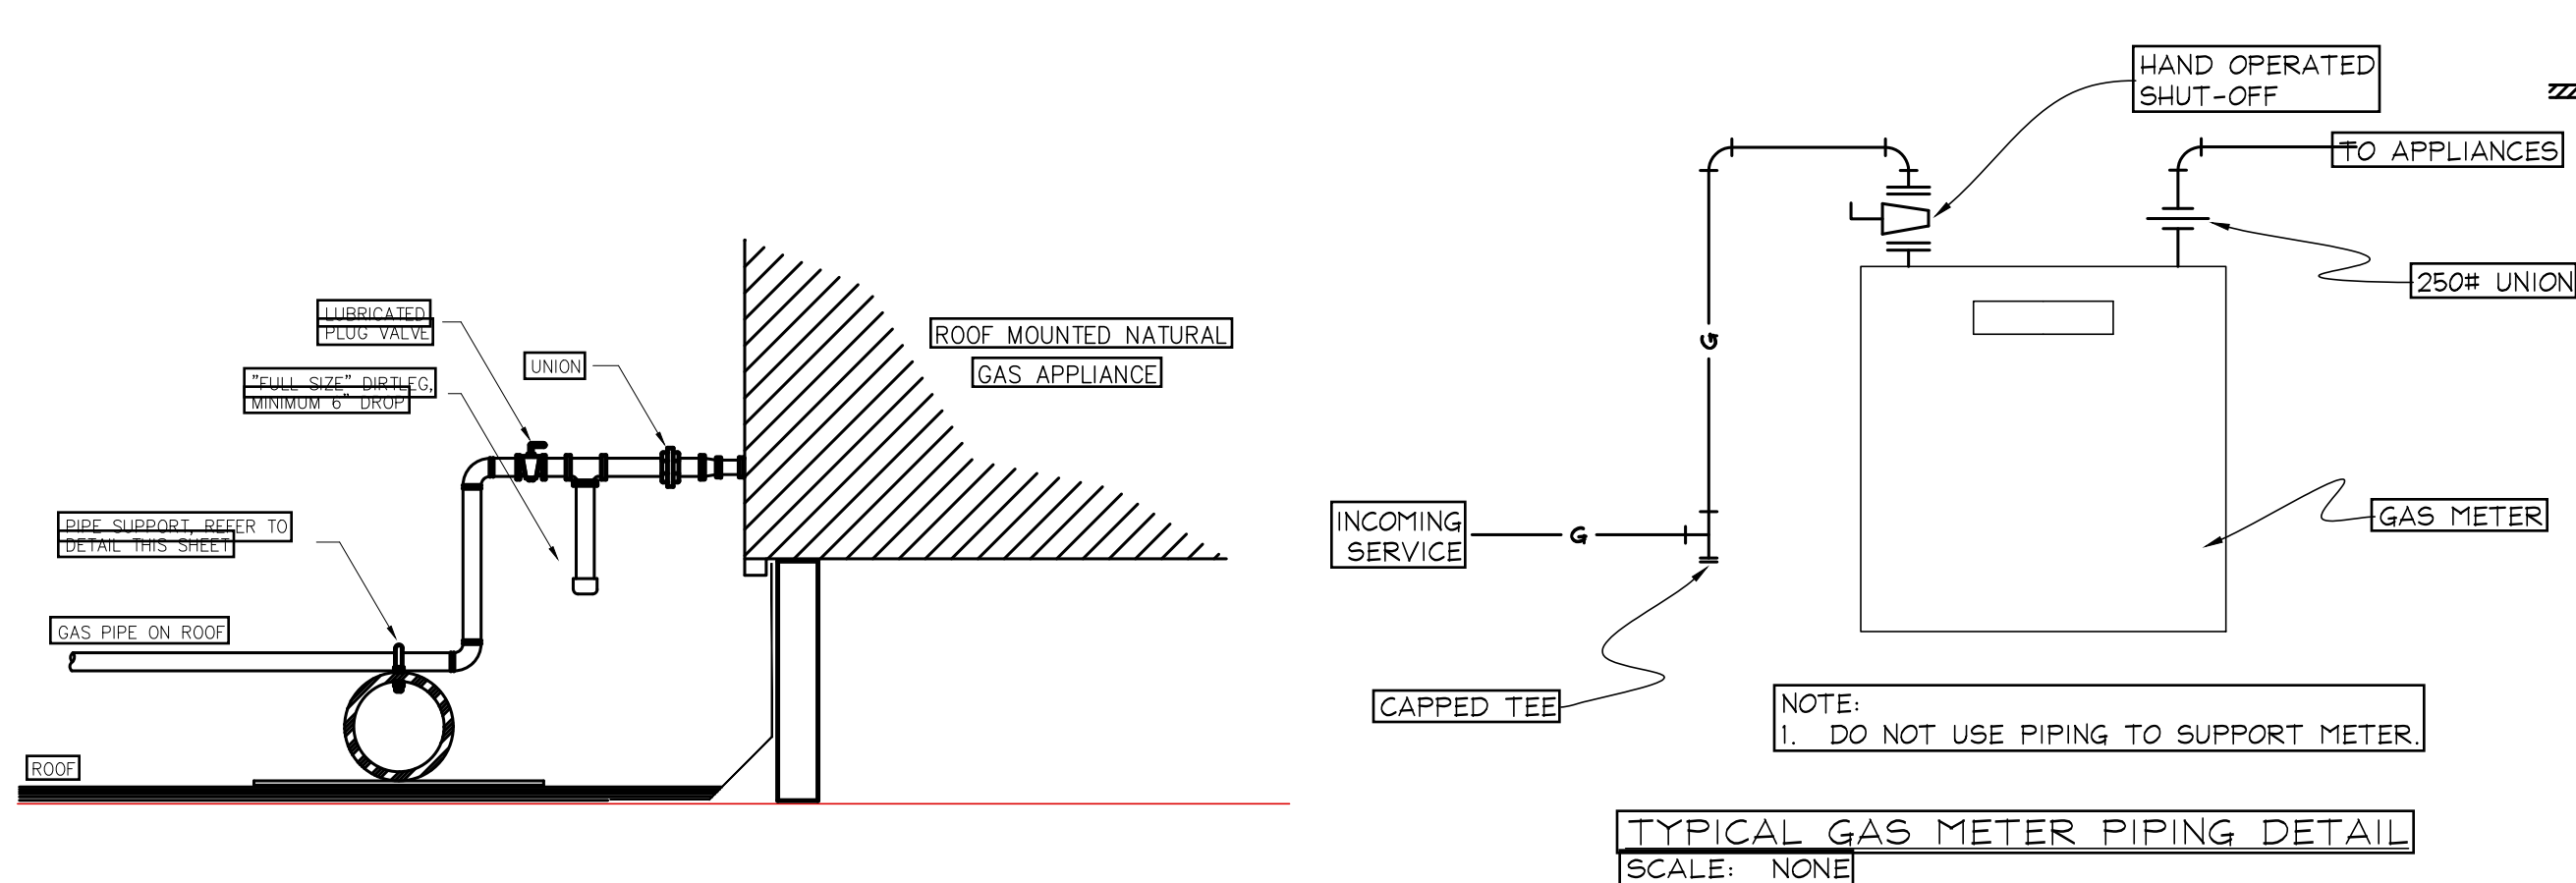 LUBRICATED
PLUG VALVE
"FULL SIZE" DIRTLEG,
MINIMUM 6" DROP
UNION
ROOF MOUNTED NATURAL
GAS APPLIANCE
PIPE SUPPORT, REFER TO
DETAIL THIS SHEET
GAS PIPE ON ROOF
ROOF
HAND OPERATED
SHUT-OFF
TO APPLIANCES
250# UNION
G
INCOMING
SERVICE
G
GAS METER
CAPPED TEE
NOTE:
1. DO NOT USE PIPING TO SUPPORT METER.
TYPICAL GAS METER PIPING DETAIL
SCALE: NONE